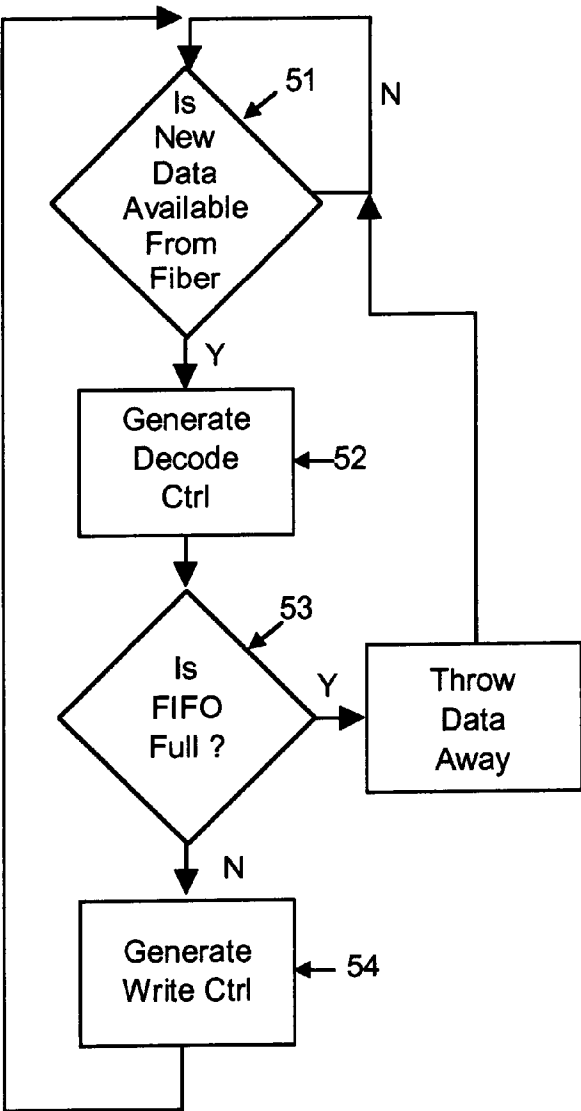 51
Is
New
Data
Available
From
Fiber
N
Y
Generate
Decode
Ctrl
52
53
Is
FIFO
Full ?
Y
Throw
Data
Away
N
Generate
Write Ctrl
54